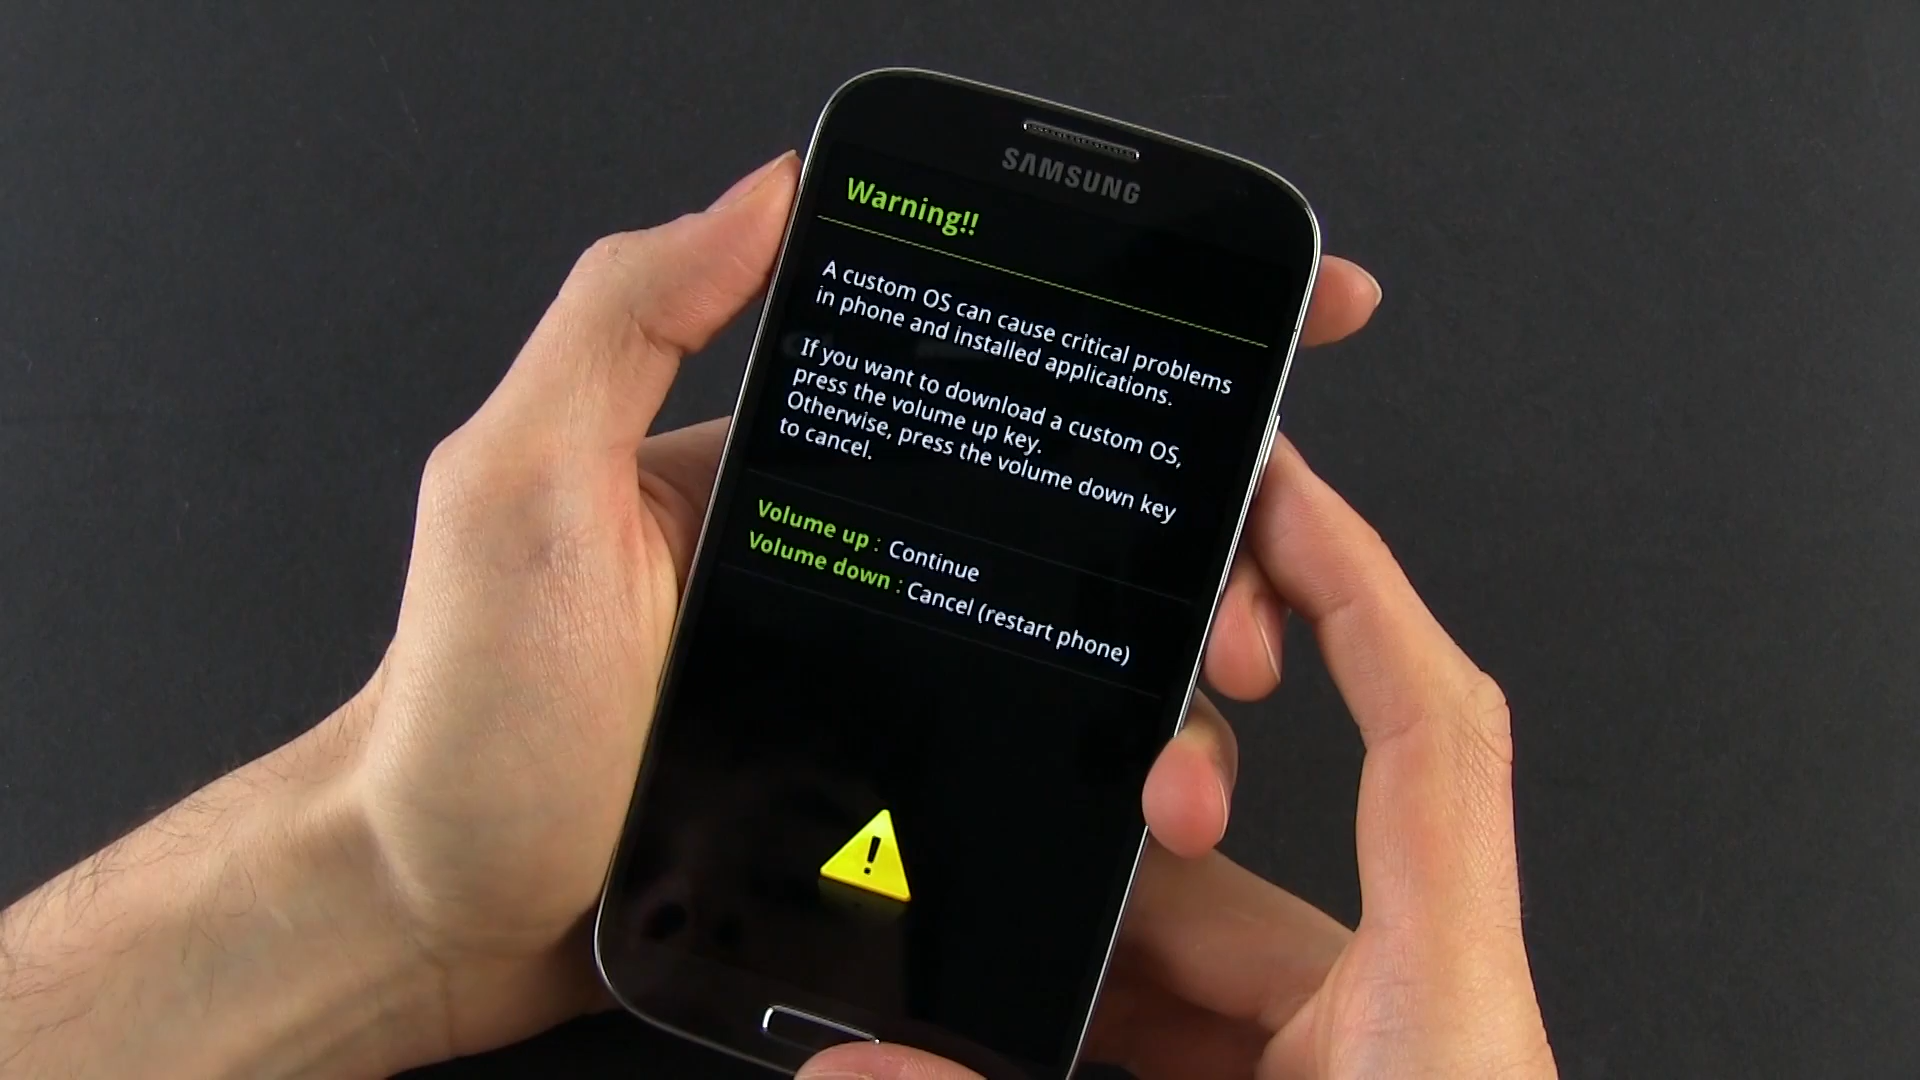 SAMSUNG
Warning!!
A custom OS can cause critical problems
in phone and installed applications.
If you want to download a custom OS,
press the volume up key.
Otherwise, press the volume down key
to cancel.
Volume up : Continue
Volume down : Cancel (restart phone)
!